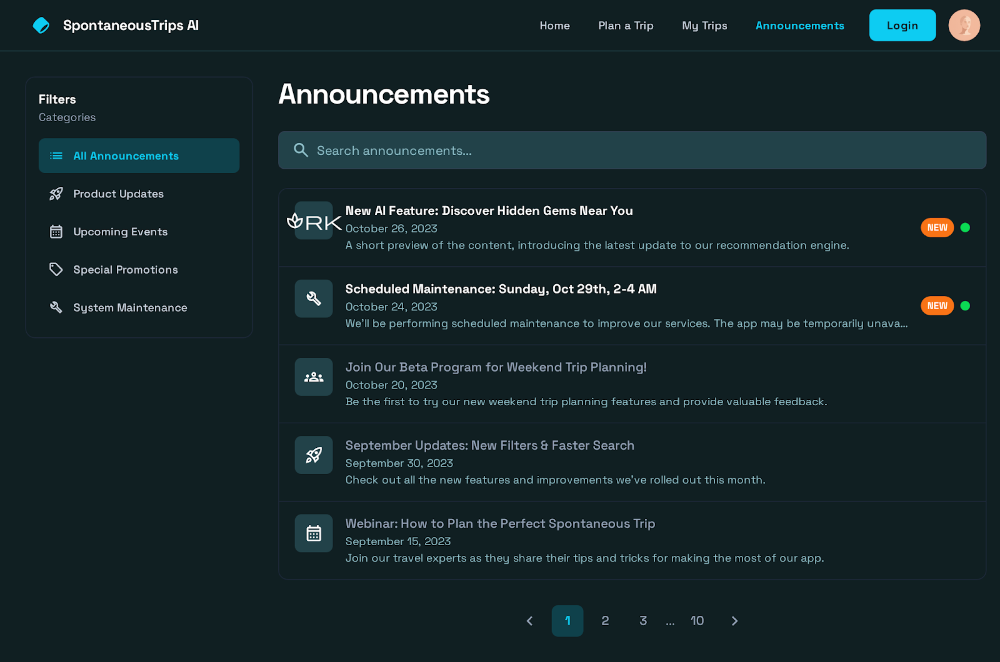 SpontaneousTrips AI
Home
Plan a Trip
My Trips
Announcements
Login
Filters
Categories
All Announcements
Product Updates
Upcoming Events
Special Promotions
System Maintenance
Announcements
Search announcements...
RK
New AI Feature: Discover Hidden Gems Near You
October 26, 2023
A short preview of the content, introducing the latest update to our recommendation engine.
NEW
Scheduled Maintenance: Sunday, Oct 29th, 2-4 AM
October 24, 2023
We'll be performing scheduled maintenance to improve our services. The app may be temporarily unava...
NEW
Join Our Beta Program for Weekend Trip Planning!
October 20, 2023
Be the first to try our new weekend trip planning features and provide valuable feedback.
September Updates: New Filters & Faster Search
September 30, 2023
Check out all the new features and improvements we've rolled out this month.
Webinar: How to Plan the Perfect Spontaneous Trip
September 15, 2023
Join our travel experts as they share their tips and tricks for making the most of our app.
1 2 3 ... 10